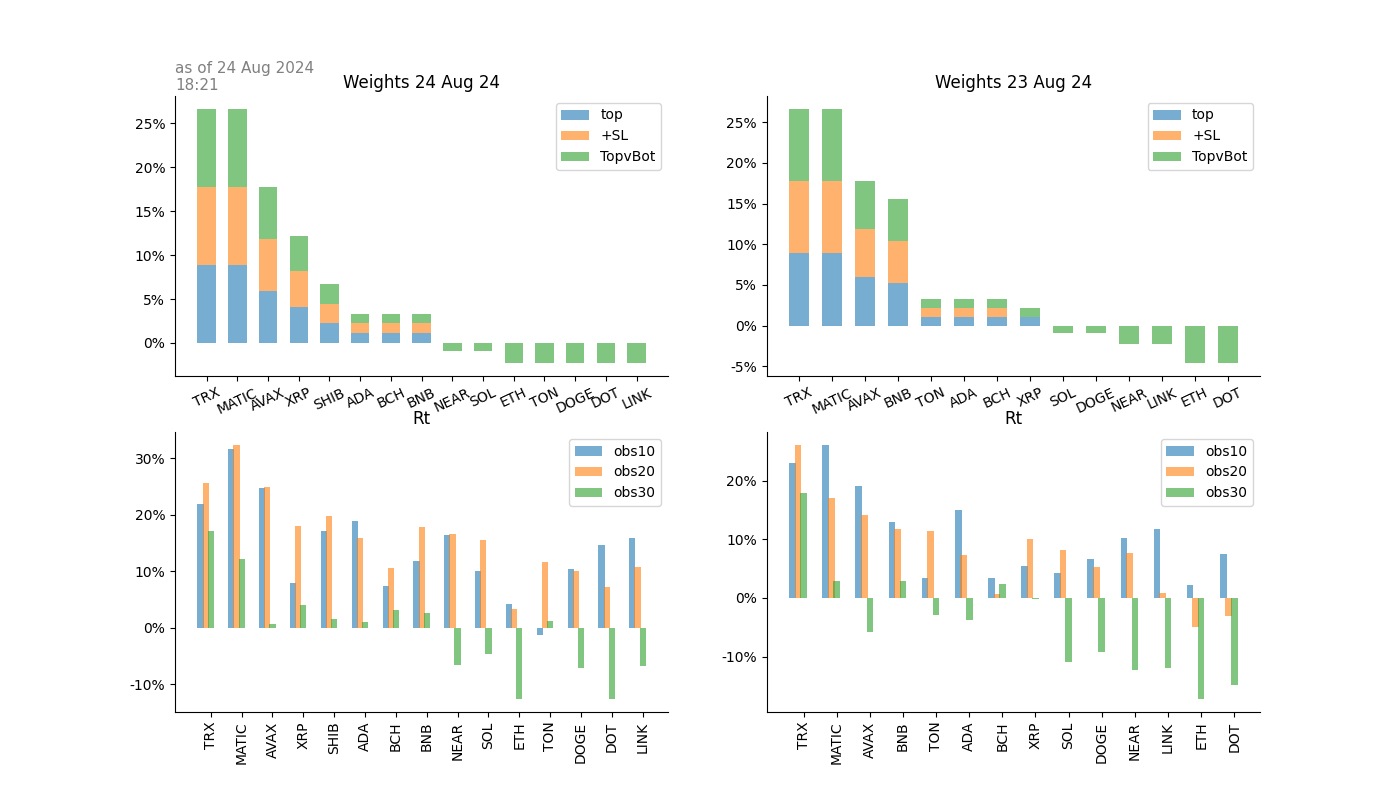 as of 24 Aug 2024
18:21
Weights 24 Aug 24
25%
20%
15%
10%
5%
0%
top
+SL
TopvBot
TRX MATIC AVAX XRP SHIB ADA BCH BNB NEAR SOL ETH TON DOGE DOT LINK
Weights 23 Aug 24
25%
20%
15%
10%
5%
0%
-5%
top
+SL
TopvBot
TRX MATIC AVAX BNB TON ADA BCH XRP SOL DOGE NEAR LINK ETH DOT
Rt
30%
20%
10%
0%
-10%
obs10
obs20
obs30
TRX MATIC AVAX XRP SHIB ADA BCH BNB NEAR SOL ETH TON DOGE DOT LINK
Rt
20%
10%
0%
-10%
obs10
obs20
obs30
TRX MATIC AVAX BNB TON ADA BCH XRP SOL DOGE NEAR LINK ETH DOT